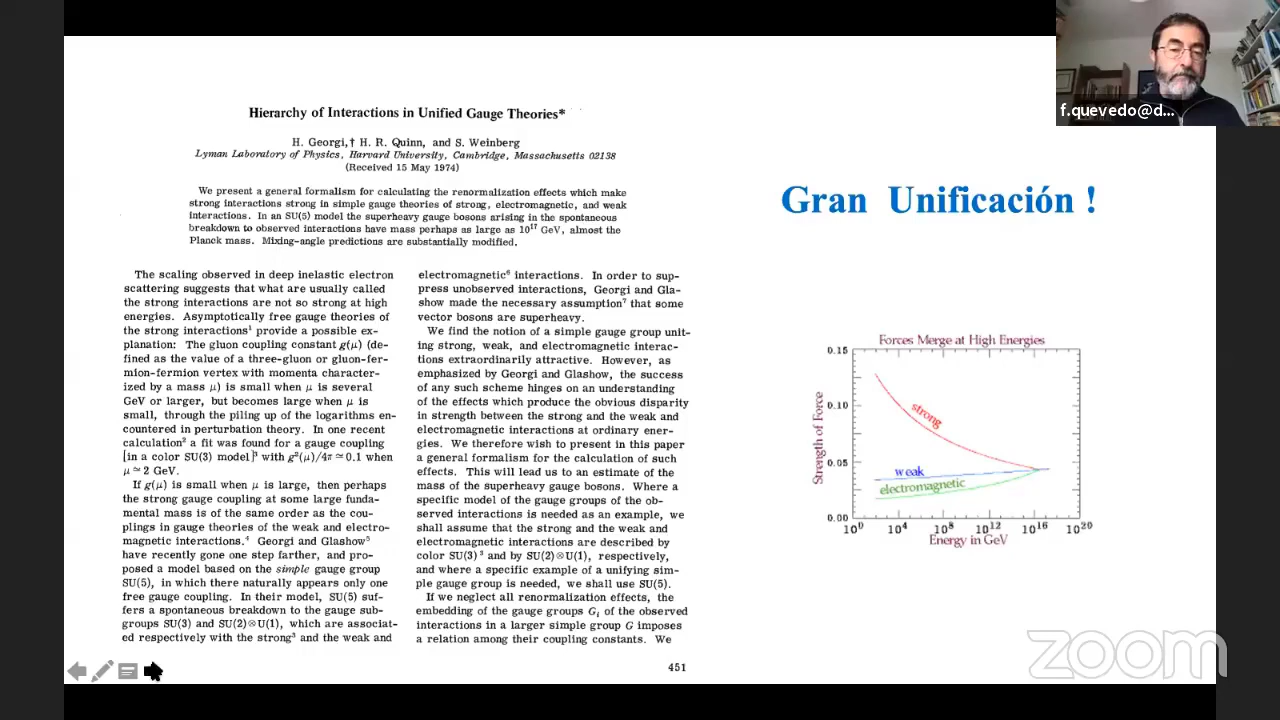 f.quevedo@d...
Hierarchy of Interactions in Unified Gauge Theories*
H. Georgi,† H. R. Quinn, and S. Weinberg
Lyman Laboratory of Physics, Harvard University, Cambridge, Massachusetts 02138
(Received 15 May 1974)
We present a general formalism for calculating the renormalization effects which make
strong interactions strong in simple gauge theories of strong, electromagnetic, and weak
interactions. In an SU(5) model the superheavy gauge bosons arising in the spontaneous
breakdown to observed interactions have mass perhaps as large as 10¹⁷ GeV, almost the
Planck mass. Mixing-angle predictions are substantially modified.
The scaling observed in deep inelastic electron
scattering suggests that what are usually called
the strong interactions are not so strong at high
energies. Asymptotically free gauge theories of
the strong interactions¹ provide a possible ex-
planation: The gluon coupling constant g(μ) (de-
fined as the value of a three-gluon or gluon-fer-
mion-fermion vertex with momenta character-
ized by a mass μ) is small when μ is several
GeV or larger, but becomes large when μ is
small, through the piling up of the logarithms en-
countered in perturbation theory. In one recent
calculation² a fit was found for a gauge coupling
[in a color SU(3) model]³ with g²(μ)/4π ≃ 0.1 when
μ ≃ 2 GeV.
If g(μ) is small when μ is large, then perhaps
the strong gauge coupling at some large funda-
mental mass is of the same order as the cou-
plings in gauge theories of the weak and electro-
magnetic interactions.⁴ Georgi and Glashow⁵
have recently gone one step farther, and pro-
posed a model based on the simple gauge group
SU(5), in which there naturally appears only one
free gauge coupling. In their model, SU(5) suf-
fers a spontaneous breakdown to the gauge sub-
groups SU(3) and SU(2)⊗U(1), which are associat-
ed respectively with the strong³ and the weak and
electromagnetic⁶ interactions. In order to sup-
press unobserved interactions, Georgi and Gla-
show made the necessary assumption⁷ that some
vector bosons are superheavy.
We find the notion of a simple gauge group unit-
ing strong, weak, and electromagnetic interac-
tions extraordinarily attractive. However, as
emphasized by Georgi and Glashow, the success
of any such scheme hinges on an understanding
of the effects which produce the obvious disparity
in strength between the strong and the weak and
electromagnetic interactions at ordinary ener-
gies. We therefore wish to present in this paper
a general formalism for the calculation of such
effects. This will lead us to an estimate of the
mass of the superheavy gauge bosons. Where a
specific model of the gauge groups of the ob-
served interactions is needed as an example, we
shall assume that the strong and the weak and
electromagnetic interactions are described by
color SU(3)³ and by SU(2)⊗U(1), respectively,
and where a specific example of a unifying sim-
ple gauge group is needed, we shall use SU(5).
If we neglect all renormalization effects, the
embedding of the gauge groups Gᵢ of the observed
interactions in a larger simple group G imposes
a relation among their coupling constants. We
451
Gran Unificación !
Forces Merge at High Energies
Strength of Force
0.15
0.10
0.05
0.00
strong
weak
electromagnetic
10⁰ 10⁴ 10⁸ 10¹² 10¹⁶ 10²⁰
Energy in GeV
zoom